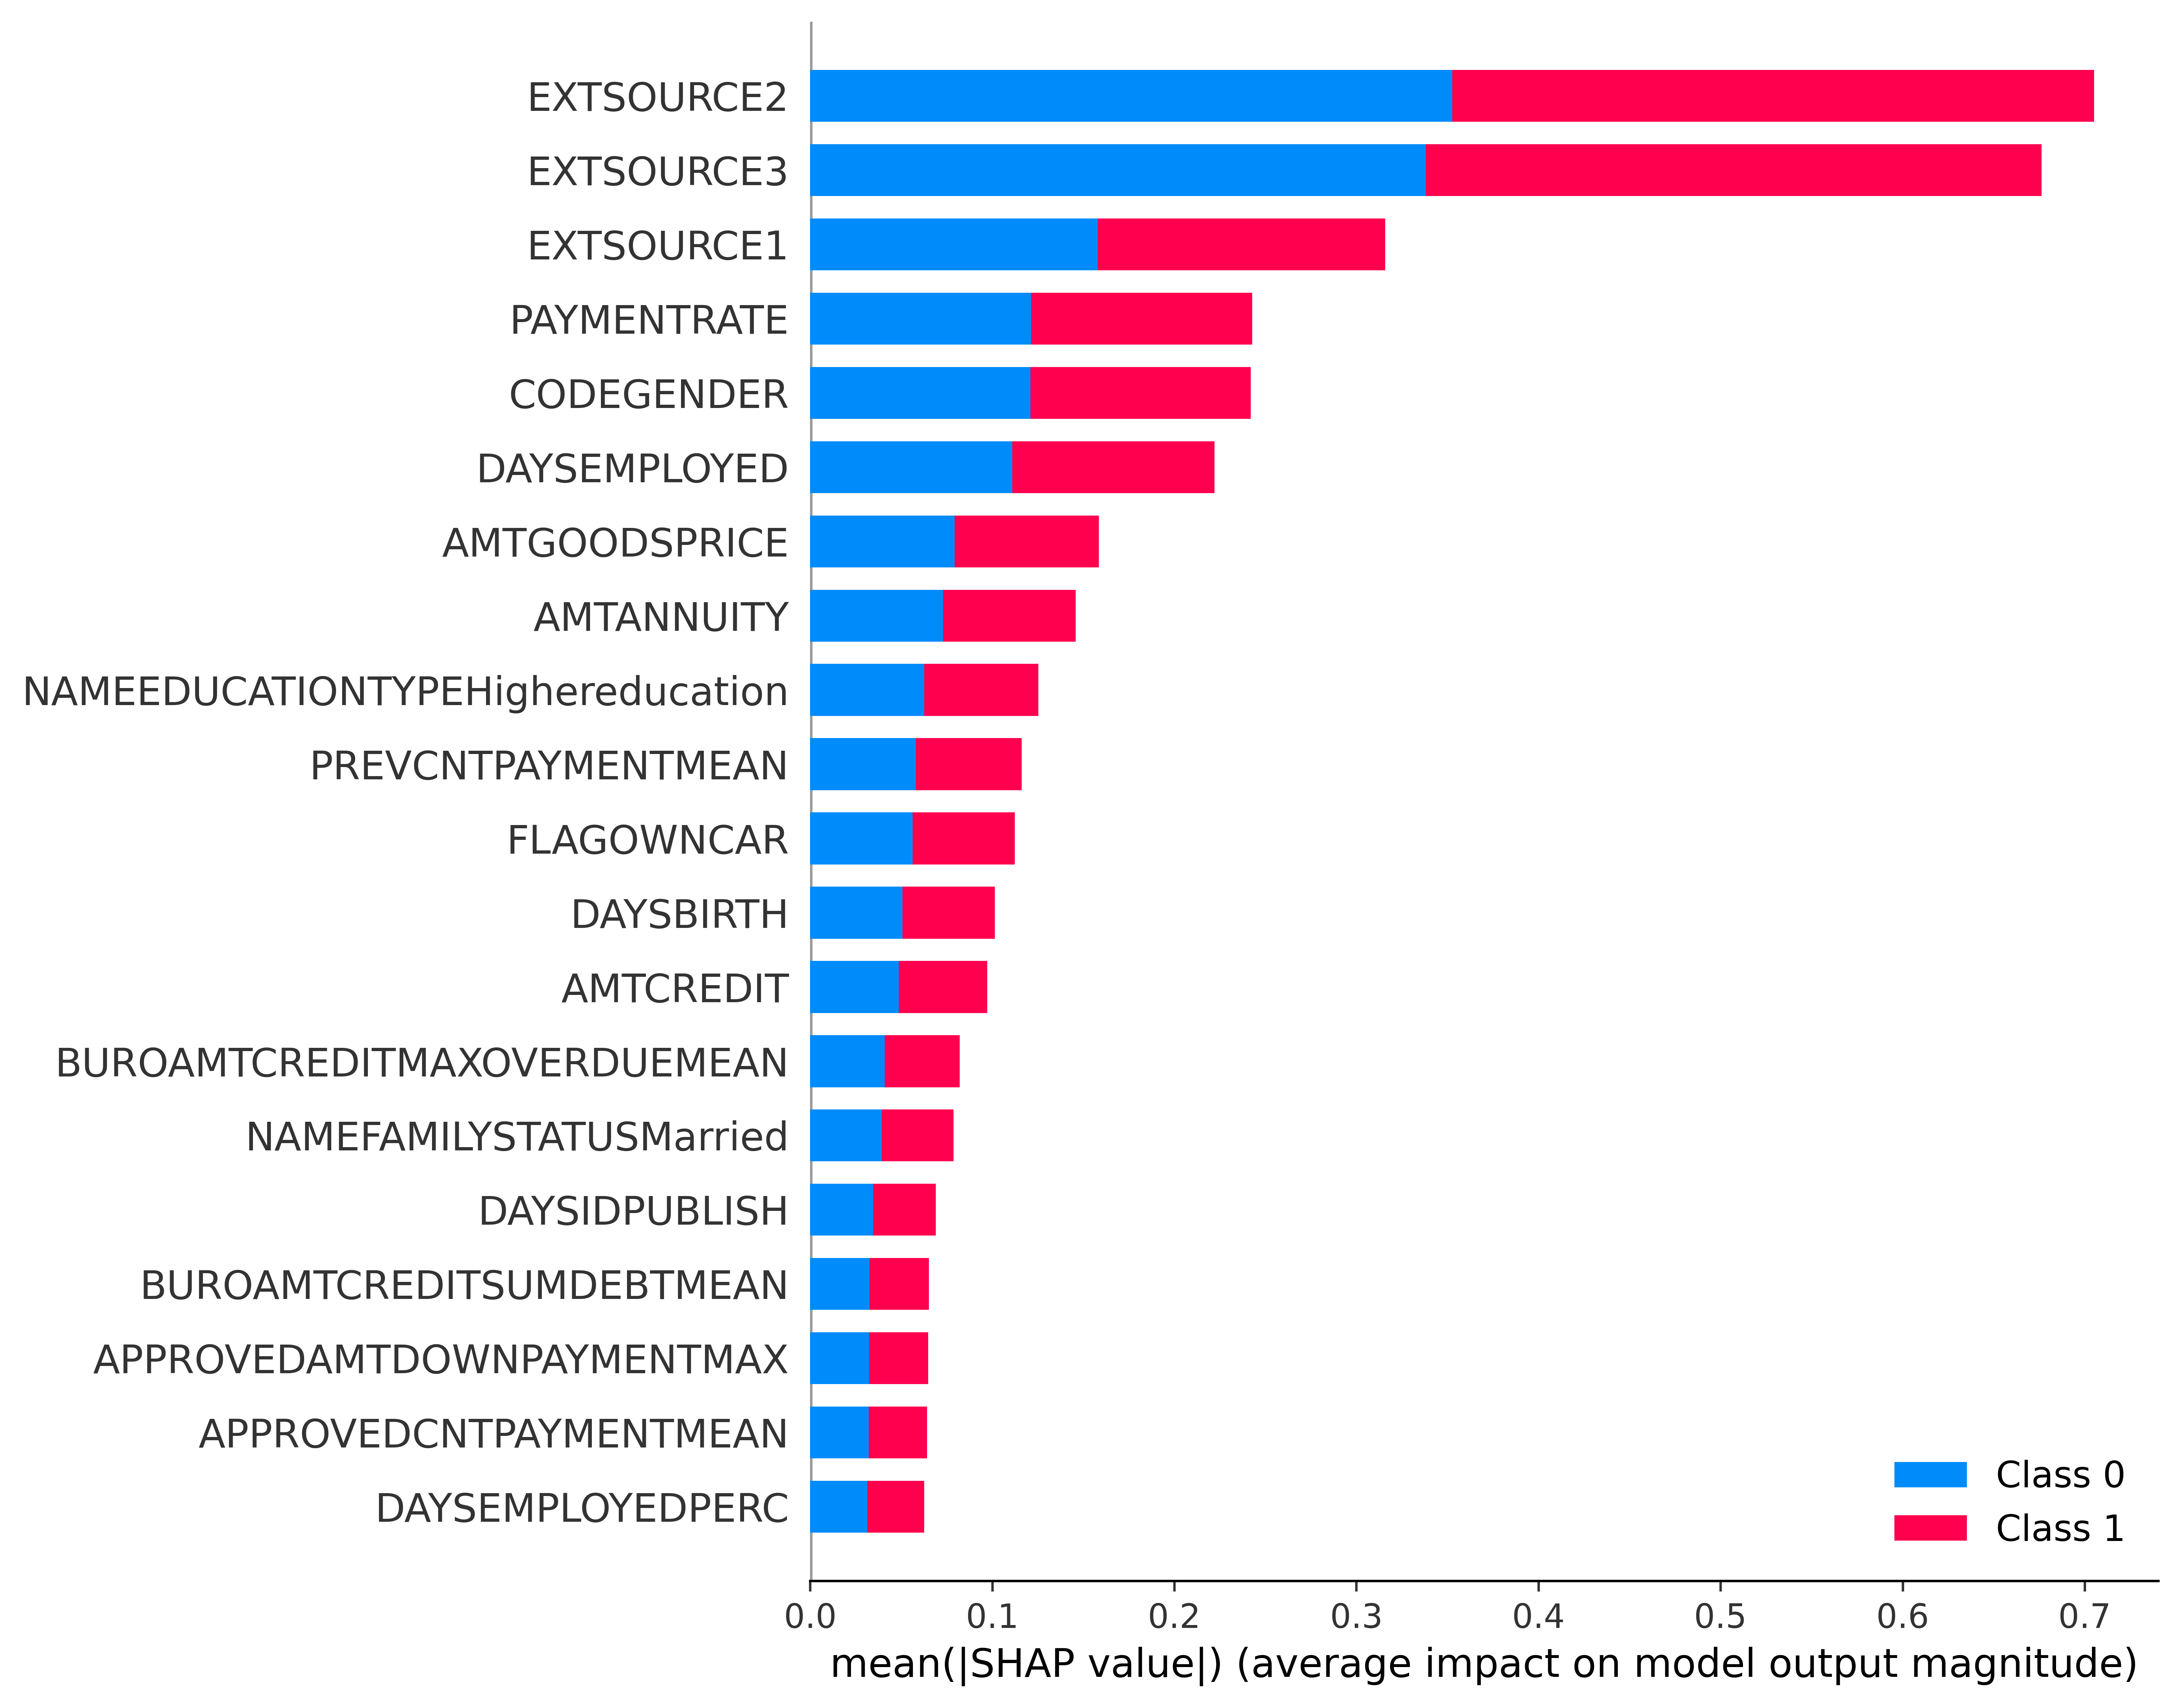 EXTSOURCE2
EXTSOURCE3
EXTSOURCE1
PAYMENTRATE
CODEGENDER
DAYSEMPLOYED
AMTGOODSPRICE
AMTANNUITY
NAMEEDUCATIONTYPEHighereducation
PREVCNTPAYMENTMEAN
FLAGOWNCAR
DAYSBIRTH
AMTCREDIT
BUROAMTCREDITMAXOVERDUEMEAN
NAMEFAMILYSTATUSMarried
DAYSIDPUBLISH
BUROAMTCREDITSUMDEBTMEAN
APPROVEDAMTDOWNPAYMENTMAX
APPROVEDCNTPAYMENTMEAN
DAYSEMPLOYEDPERC
Class 0
Class 1
0.0 0.1 0.2 0.3 0.4 0.5 0.6 0.7
mean(|SHAP value|) (average impact on model output magnitude)